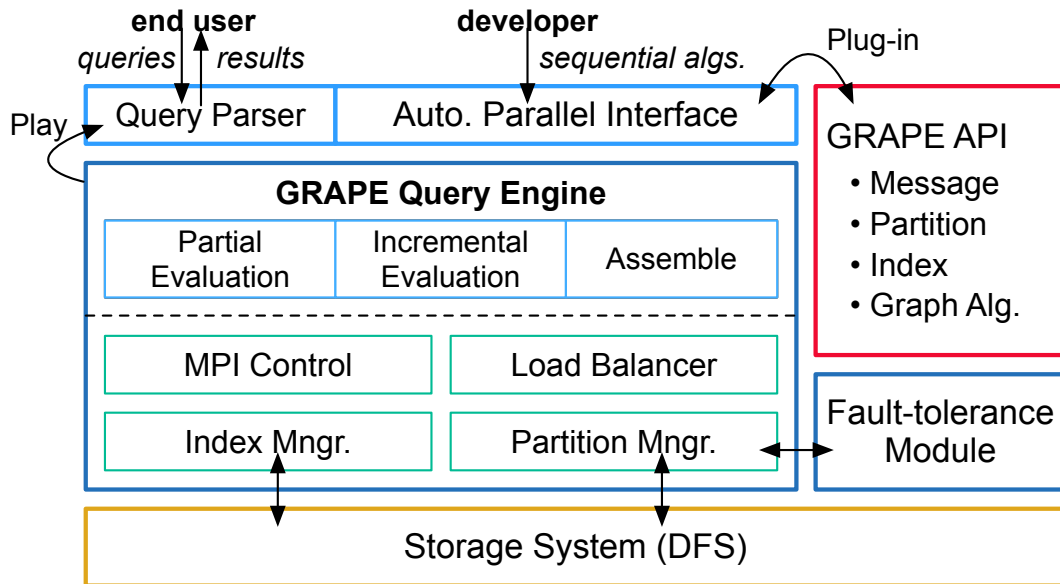 end user
developer
queries
results
sequential algs.
Plug-in
Play
Query Parser
Auto. Parallel Interface
GRAPE API
• Message
• Partition
• Index
• Graph Alg.
GRAPE Query Engine
Partial
Evaluation
Incremental
Evaluation
Assemble
MPI Control
Load Balancer
Index Mngr.
Partition Mngr.
Fault-tolerance
Module
Storage System (DFS)